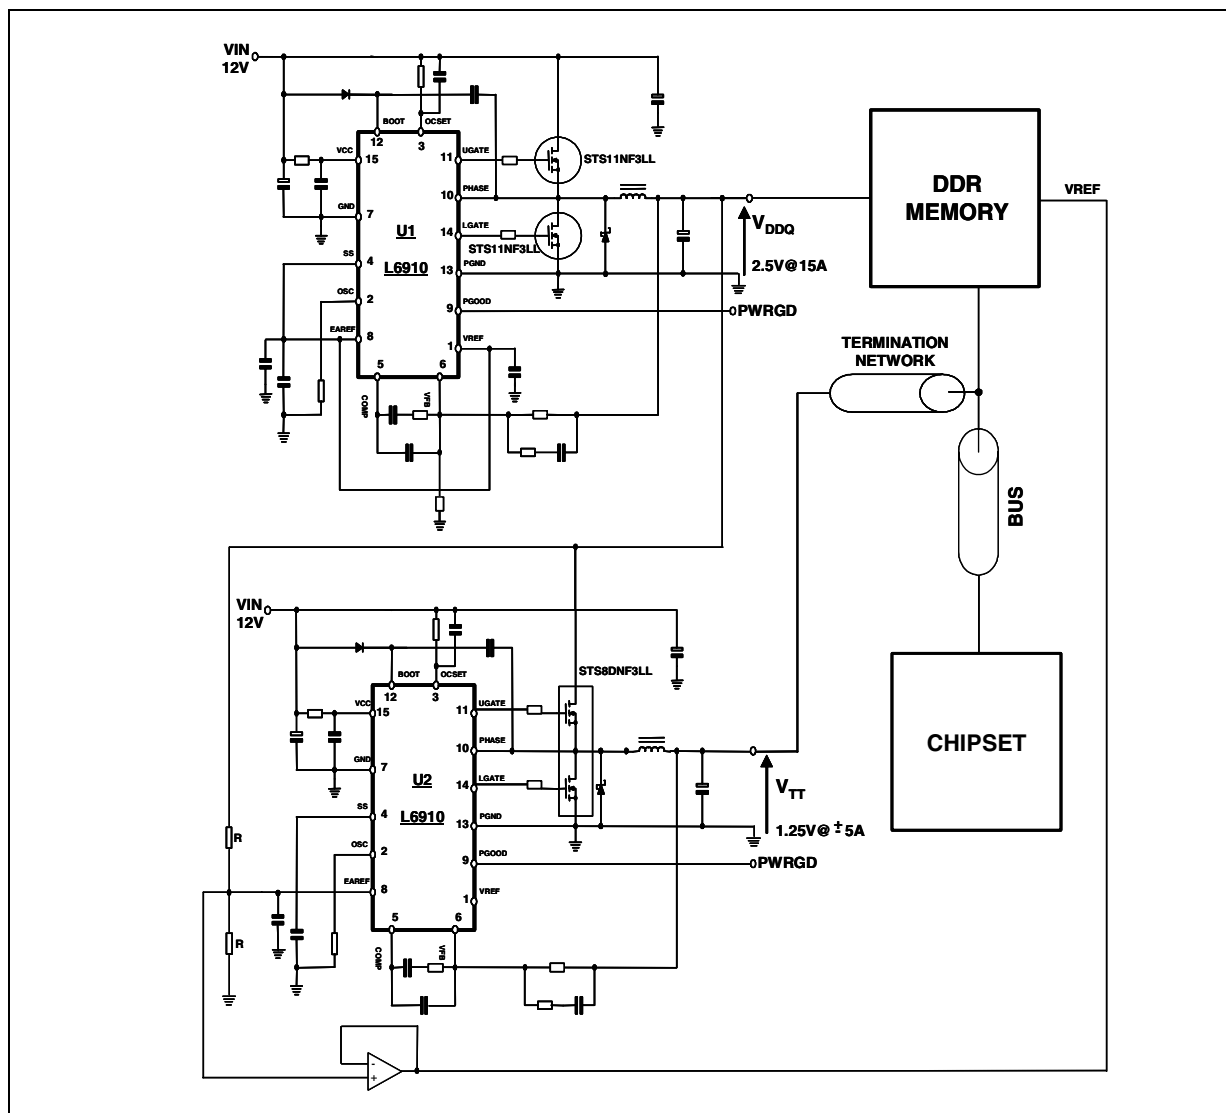 VIN
12V
BOOT
OCSET
12
3
VCC
15
11
UGATE
STS11NF3LL
10
PHASE
GND
7
U1
14
LGATE
STS11NF3LL
SS
4
L6910
13
PGND
OSC
2
9
PGOOD
PWRGD
EAREF
8
1
VREF
5
6
COMP
VFB
VDDQ
2.5V@15A
DDR
MEMORY
VREF
TERMINATION
NETWORK
BUS
CHIPSET
VIN
12V
BOOT
OCSET
12
3
STS8DNF3LL
VCC
15
11
UGATE
10
PHASE
GND
7
U2
14
LGATE
SS
4
L6910
13
PGND
OSC
2
9
PGOOD
PWRGD
EAREF
8
1
VREF
5
6
COMP
VFB
VTT
1.25V@±5A
R
R
-
+